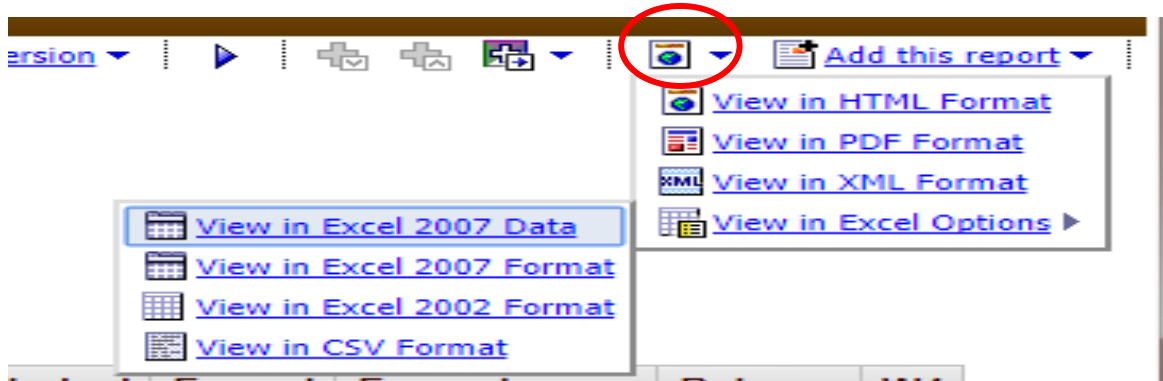 ersion
Add this report
View in HTML Format
View in PDF Format
XML View in XML Format
View in Excel Options
View in Excel 2007 Data
View in Excel 2007 Format
View in Excel 2002 Format
View in CSV Format